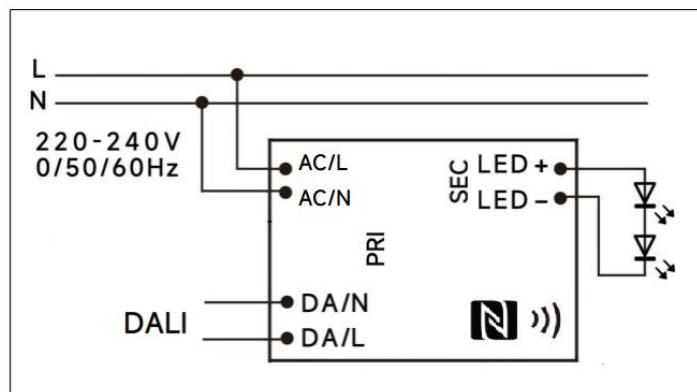 L
N
220-240V
0/50/60Hz
AC/L
AC/N
PRI
SEC
LED +
LED -
DALI
DA/N
DA/L